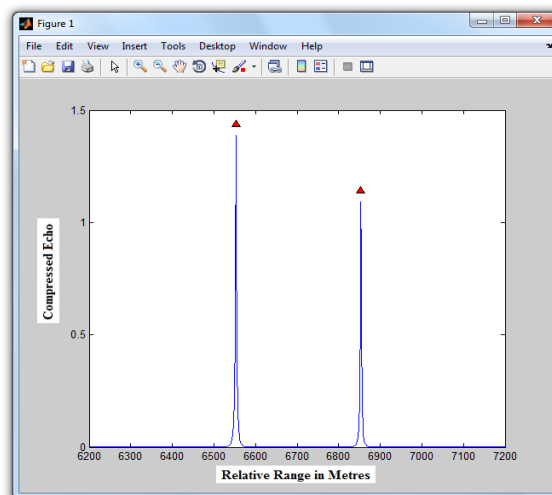 Figure 1
File Edit View Insert Tools Desktop Window Help
1.5
1
0.5
0
Compressed Echo
6200 6300 6400 6500 6600 6700 6800 6900 7000 7100 7200
Relative Range in Metres